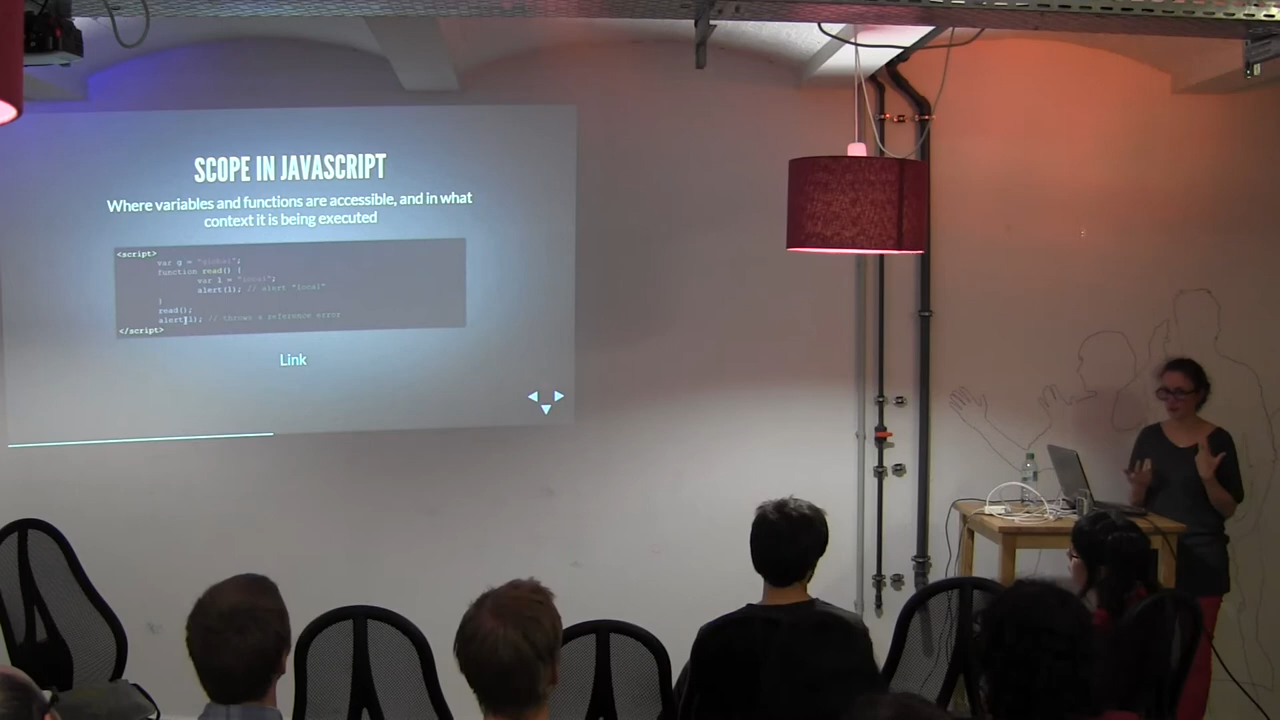 SCOPE IN JAVASCRIPT
Where variables and functions are accessible, and in what
context it is being executed
<script>
var g = "global";
function read() {
var l = "local";
alert(l); // alert "local"
}
read();
alert(l); // throws a reference error
</script>
Link